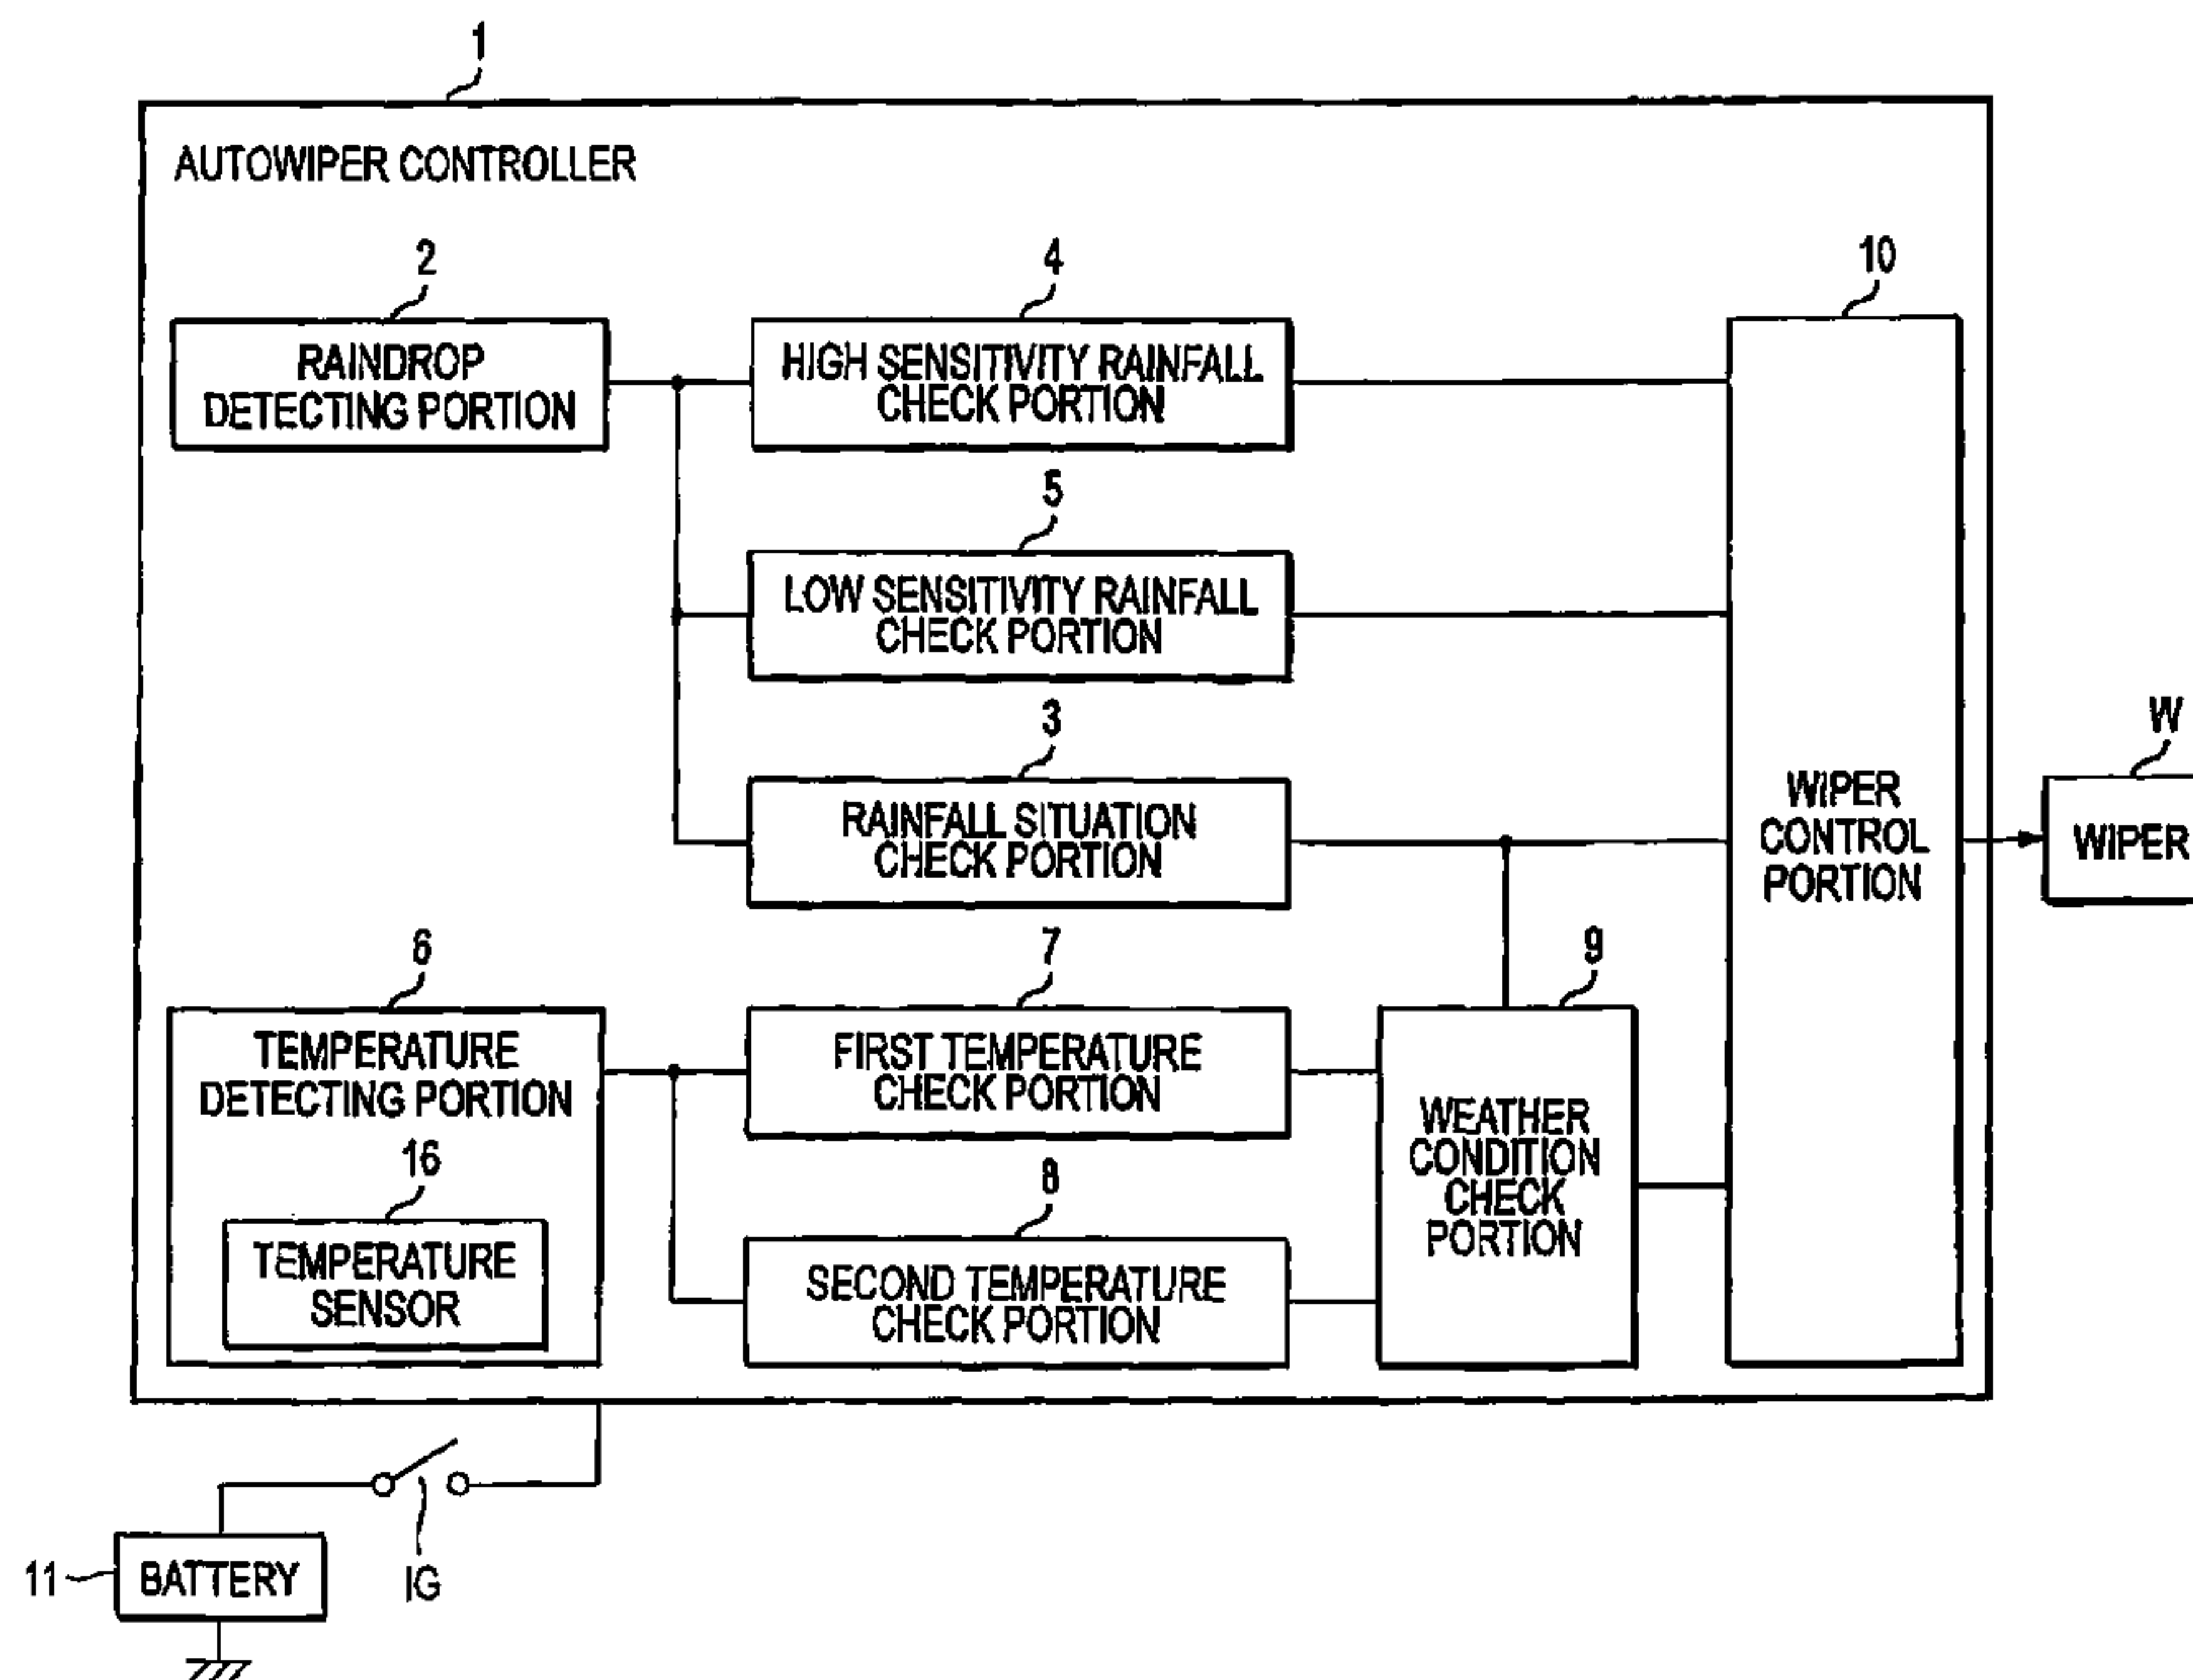 1
AUTOWIPER CONTROLLER
2
4
10
RAINDROP
DETECTING PORTION
HIGH SENSITIVITY RAINFALL
CHECK PORTION
5
LOW SENSITIVITY RAINFALL
CHECK PORTION
3
RAINFALL SITUATION
CHECK PORTION
WIPER
CONTROL
PORTION
W
WIPER
6
7
9
TEMPERATURE
DETECTING PORTION
FIRST TEMPERATURE
CHECK PORTION
WEATHER
CONDITION
CHECK
PORTION
16
TEMPERATURE
SENSOR
8
SECOND TEMPERATURE
CHECK PORTION
11
BATTERY
IG